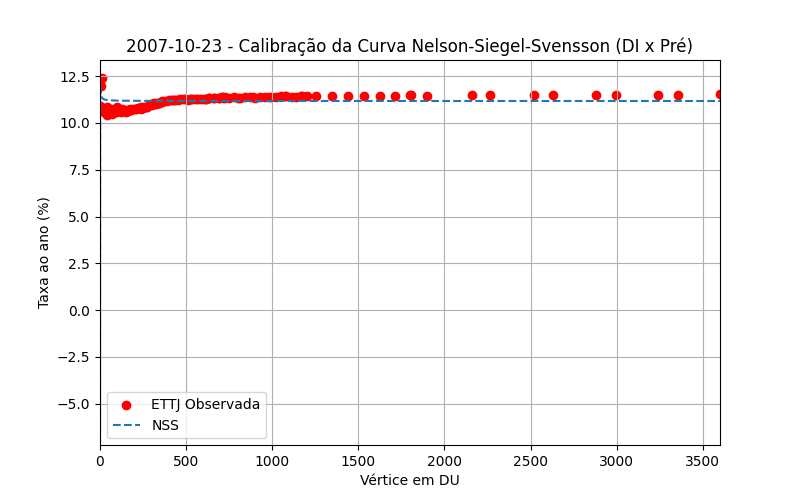 2007-10-23 - Calibração da Curva Nelson-Siegel-Svensson (DI x Pré)
Taxa ao ano (%)
12.5
10.0
7.5
5.0
2.5
0.0
−2.5
−5.0
ETTJ Observada
NSS
0 500 1000 1500 2000 2500 3000 3500
Vértice em DU